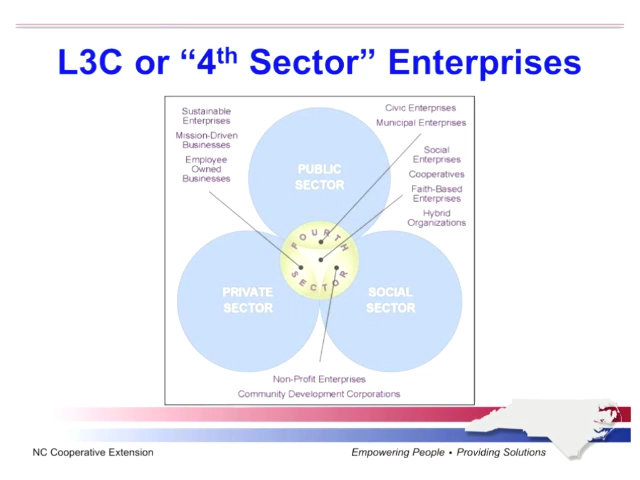 L3C or “4th Sector” Enterprises
Sustainable
Enterprises
Mission-Driven
Businesses
Employee
Owned
Businesses
Civic Enterprises
Municipal Enterprises
Social
Enterprises
Cooperatives
Faith-Based
Enterprises
Hybrid
Organizations
PUBLIC
SECTOR
FOURTH
SECTOR
PRIVATE
SECTOR
SOCIAL
SECTOR
Non-Profit Enterprises
Community Development Corporations
NC Cooperative Extension
Empowering People • Providing Solutions